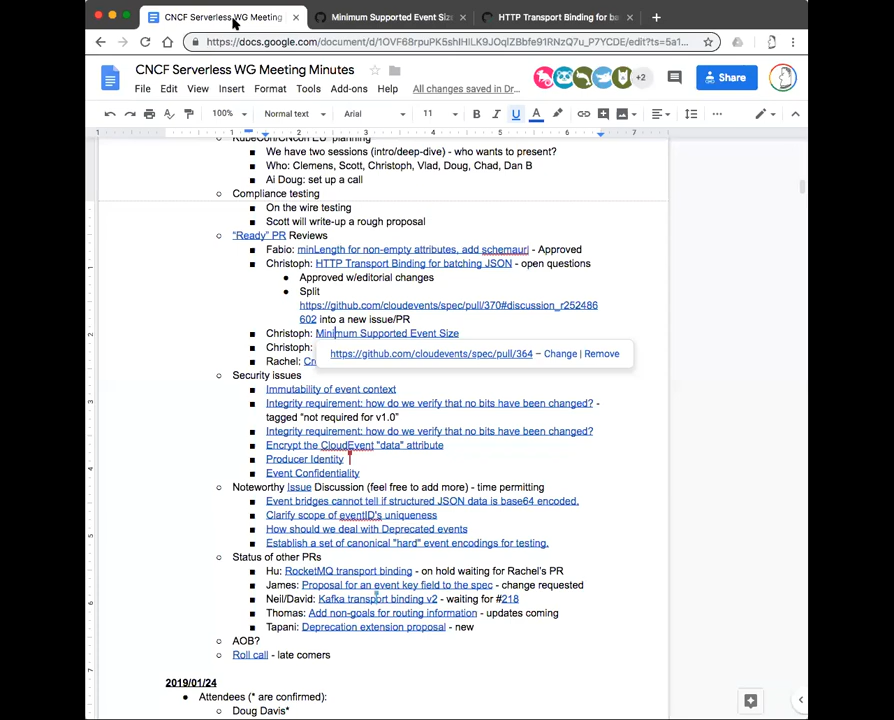 CNCF Serverless WG Meeting
Minimum Supported Event Siz
HTTP Transport Binding for ba
https://docs.google.com/document/d/1OVF68rpuPK5shIHILK9JOqlZBbfe91RNzQ7u_P7YCDE/edit?ts=5a1...
CNCF Serverless WG Meeting Minutes
File Edit View Insert Format Tools Add-ons Help All changes saved in Dr...
+2
Share
100% Normal text Arial 11 B I U A
1 1 2 3 4 5 6 7
We have two sessions (intro/deep-dive) - who wants to present?
Who: Clemens, Scott, Christoph, Vlad, Doug, Chad, Dan B
Ai Doug: set up a call
Compliance testing
On the wire testing
Scott will write-up a rough proposal
“Ready” PR Reviews
Fabio: minLength for non-empty attributes, add schemaurl - Approved
Christoph: HTTP Transport Binding for batching JSON - open questions
Approved w/editorial changes
Split
https://github.com/cloudevents/spec/pull/370#discussion_r252486
602 into a new issue/PR
Christoph: Minimum Supported Event Size
Christoph:
https://github.com/cloudevents/spec/pull/364 – Change | Remove
Rachel: Cr
Security issues
Immutability of event context
Integrity requirement: how do we verify that no bits have been changed? -
tagged “not required for v1.0”
Integrity requirement: how do we verify that no bits have been changed?
Encrypt the CloudEvent "data" attribute
Producer Identity
Event Confidentiality
Noteworthy Issue Discussion (feel free to add more) - time permitting
Event bridges cannot tell if structured JSON data is base64 encoded.
Clarify scope of eventID's uniqueness
How should we deal with Deprecated events
Establish a set of canonical "hard" event encodings for testing.
Status of other PRs
Hu: RocketMQ transport binding - on hold waiting for Rachel's PR
James: Proposal for an event key field to the spec - change requested
Neil/David: Kafka transport binding v2 - waiting for #218
Thomas: Add non-goals for routing information - updates coming
Tapani: Deprecation extension proposal - new
AOB?
Roll call - late comers
2019/01/24
Attendees (* are confirmed):
Doug Davis*